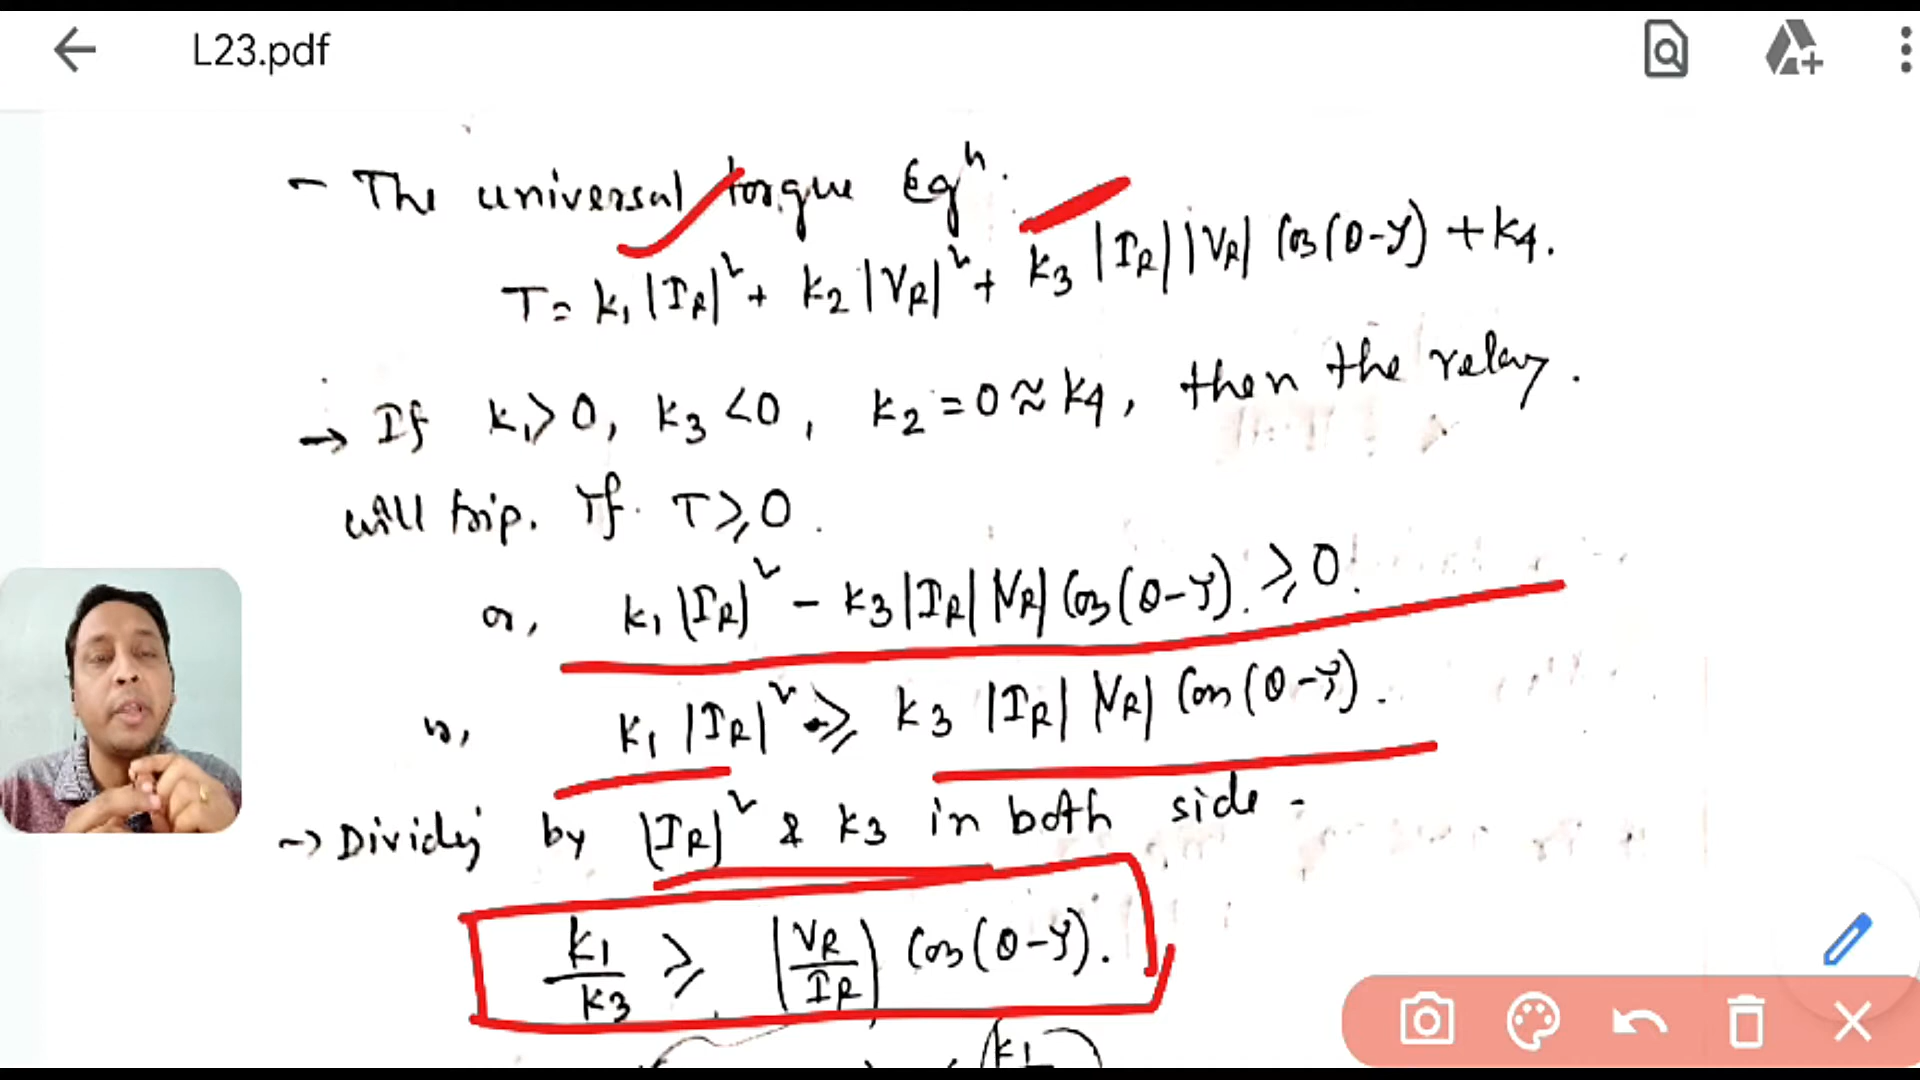 L23.pdf
- The universal torque Eqn.
T = k1 |IR|² + k2 |VR|² + k3 |IR| |VR| Cos(θ-γ) + k4.
→ If k1 > 0, k3 < 0, k2 = 0 ≈ k4, then the relay.
will trip. If. T ≥ 0.
or, k1 |IR|² - k3 |IR| |VR| Cos(θ-γ). ≥ 0.
or, k1 |IR|² ≥ k3 |IR| |VR| Cos(θ-γ).
→ Dividing by |IR|² & k3 in both side -
k1/k3 ≥ |VR/IR| Cos(θ-γ).